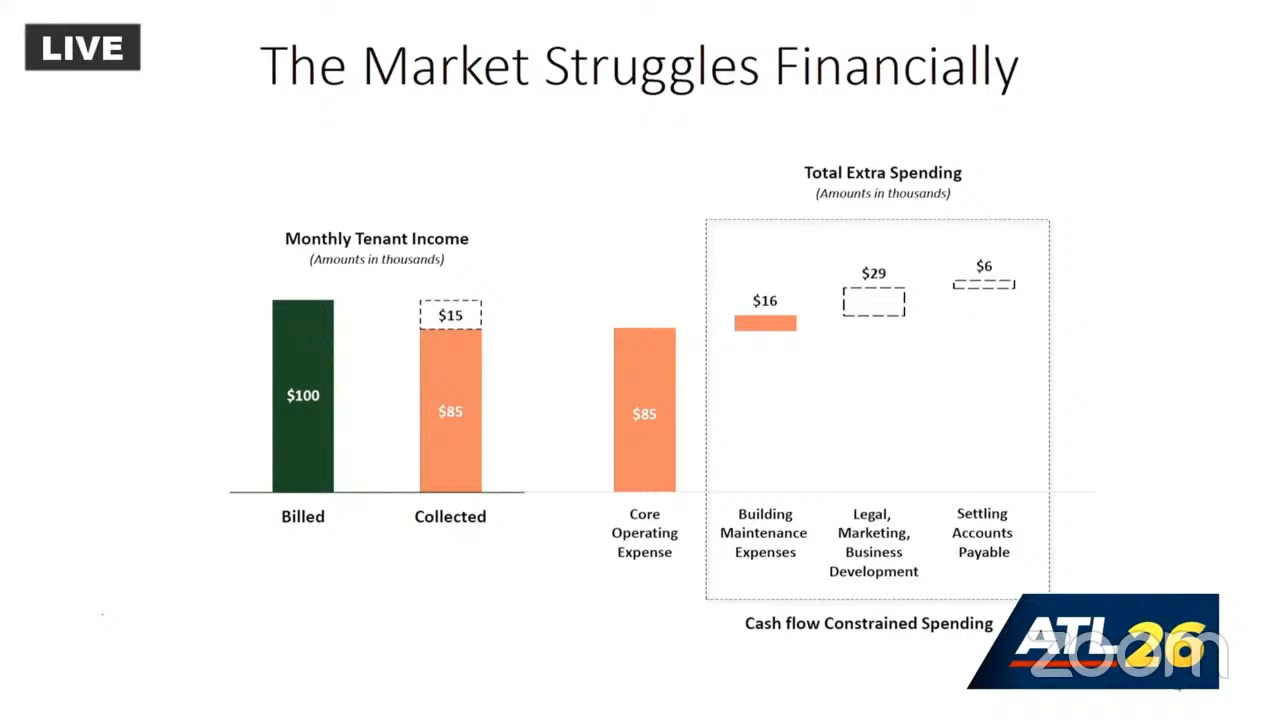 LIVE
The Market Struggles Financially
Total Extra Spending
(Amounts in thousands)
Monthly Tenant Income
(Amounts in thousands)
$100
$15
$85
$85
$16
$29
$6
Billed
Collected
Core
Operating
Expense
Building
Maintenance
Expenses
Legal,
Marketing,
Business
Development
Settling
Accounts
Payable
Cash flow Constrained Spending
ATL 26
zoom